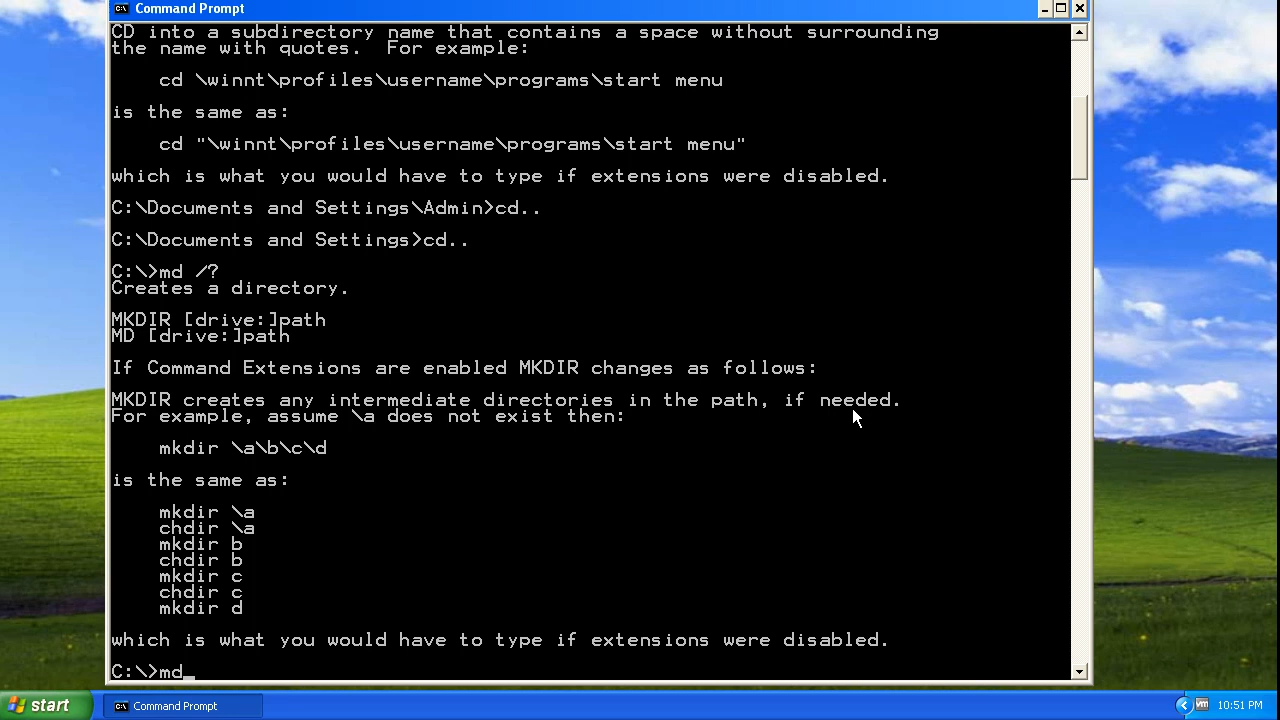 Command Prompt
CD into a subdirectory name that contains a space without surrounding
the name with quotes.  For example:
    cd \winnt\profiles\username\programs\start menu
is the same as:
    cd "\winnt\profiles\username\programs\start menu"
which is what you would have to type if extensions were disabled.
C:\Documents and Settings\Admin>cd..
C:\Documents and Settings>cd..
C:\>md /?
Creates a directory.
MKDIR [drive:]path
MD [drive:]path
If Command Extensions are enabled MKDIR changes as follows:
MKDIR creates any intermediate directories in the path, if needed.
For example, assume \a does not exist then:
    mkdir \a\b\c\d
is the same as:
    mkdir \a
    chdir \a
    mkdir b
    chdir b
    mkdir c
    chdir c
    mkdir d
which is what you would have to type if extensions were disabled.
C:\>md_
start
Command Prompt
vm
10:51 PM